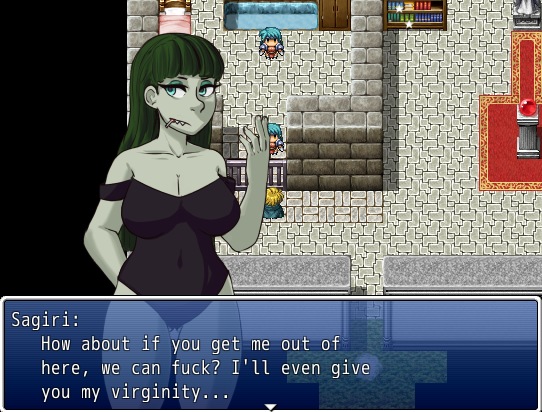 Sagiri:
How about if you get me out of
here, we can fuck? I'll even give
you my virginity...